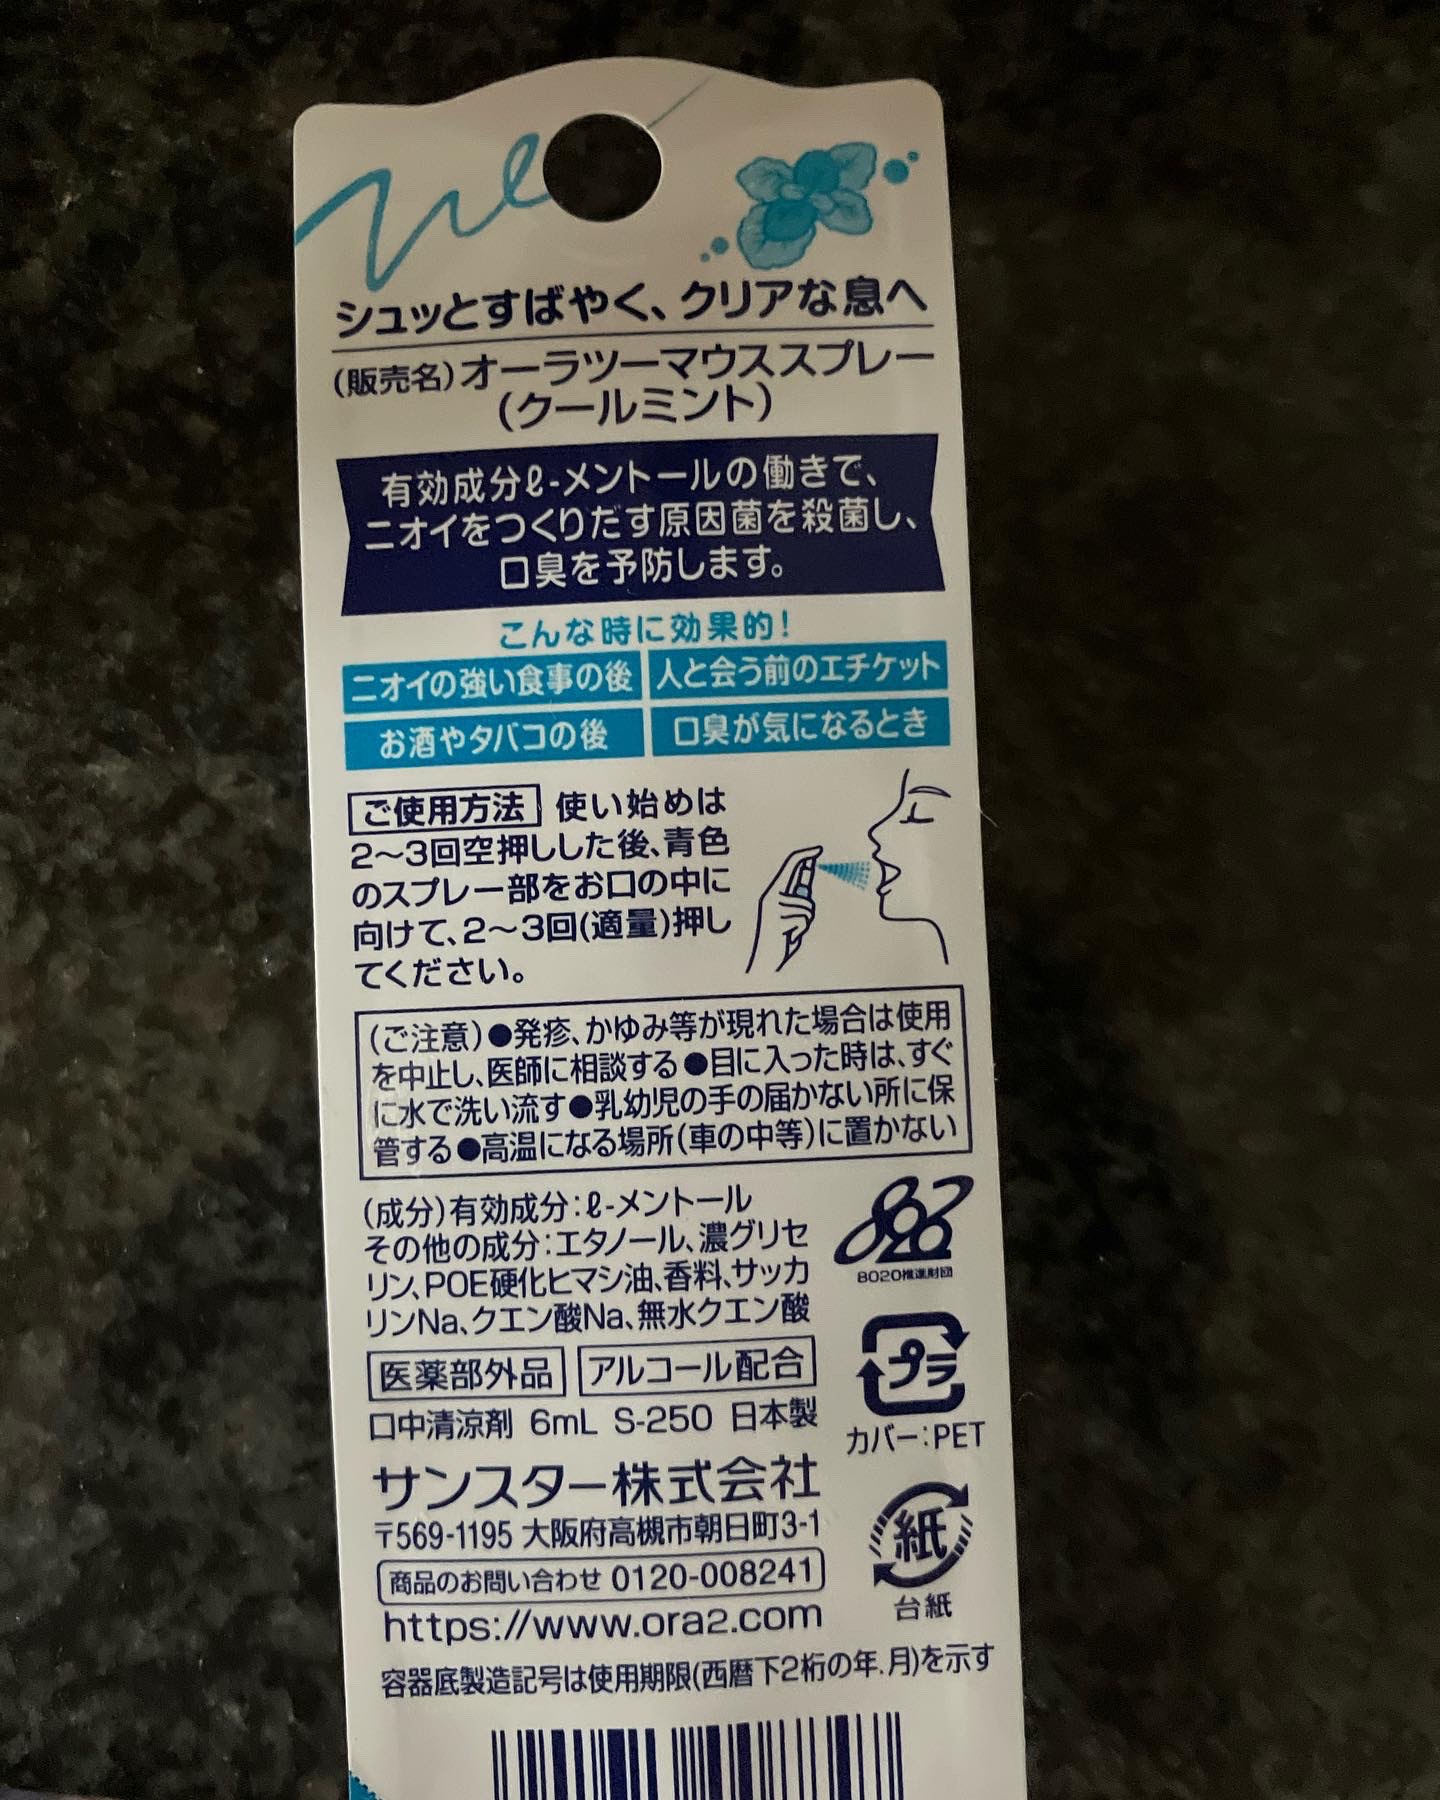 シュッとすばやく、クリアな息へ
(販売名)オーラツーマウススプレー
(クールミント)
有効成分ℓ-メントールの働きで、
ニオイをつくりだす原因菌を殺菌し、
口臭を予防します。
こんな時に効果的!
ニオイの強い食事の後 人と会う前のエチケット
お酒やタバコの後 口臭が気になるとき
ご使用方法 使い始めは
2〜3回空押しした後、青色
のスプレー部をお口の中に
向けて、2〜3回(適量)押し
てください。
(ご注意)●発疹、かゆみ等が現れた場合は使用
を中止し、医師に相談する●目に入った時は、すぐ
に水で洗い流す●乳幼児の手の届かない所に保
管する●高温になる場所(車の中等)に置かない
(成分)有効成分:ℓ-メントール
その他の成分:エタノール、濃グリセ
リン、POE硬化ヒマシ油、香料、サッカ
リンNa、クエン酸Na、無水クエン酸
8020
8020推進財団
医薬部外品 アルコール配合
プラ
口中清涼剤 6mL S-250 日本製
カバー:PET
サンスター株式会社
〒569-1195 大阪府高槻市朝日町3-1
紙
商品のお問い合わせ 0120-008241
台紙
https://www.ora2.com
容器底製造記号は使用期限(西暦下2桁の年.月)を示す